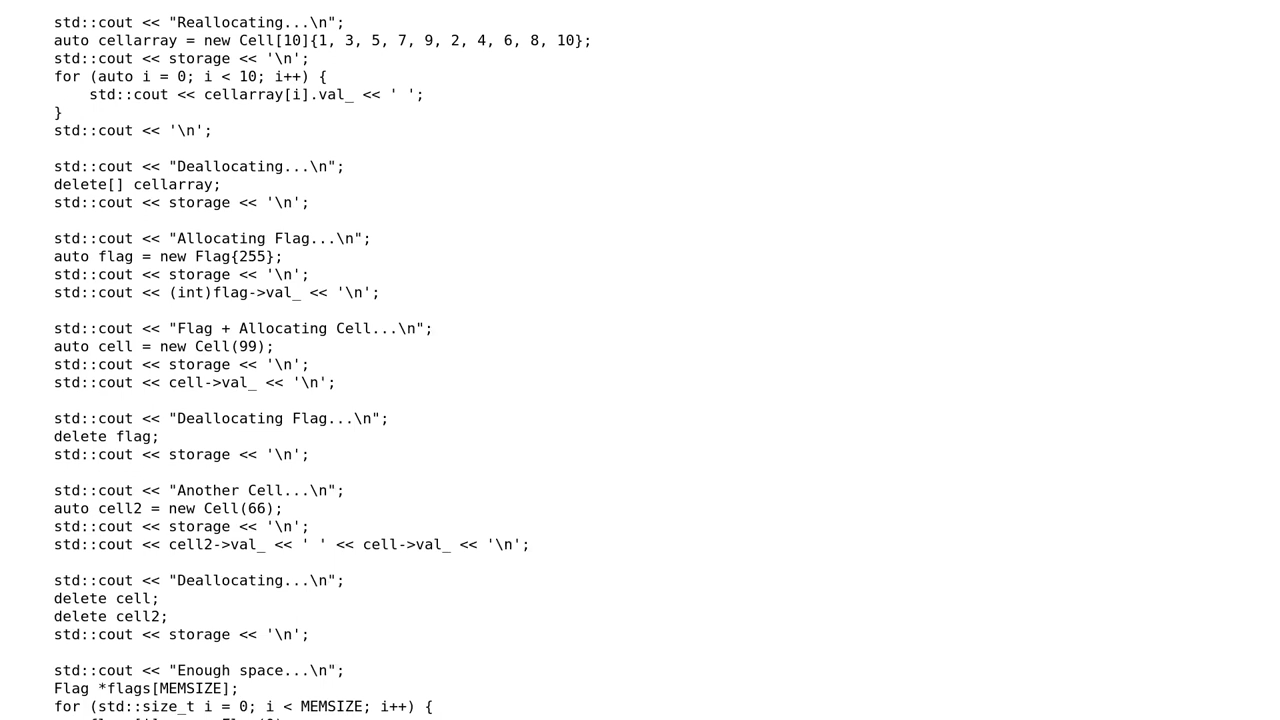 std::cout << "Reallocating...\n";
auto cellarray = new Cell[10]{1, 3, 5, 7, 9, 2, 4, 6, 8, 10};
std::cout << storage << '\n';
for (auto i = 0; i < 10; i++) {
    std::cout << cellarray[i].val_ << ' ';
}
std::cout << '\n';

std::cout << "Deallocating...\n";
delete[] cellarray;
std::cout << storage << '\n';

std::cout << "Allocating Flag...\n";
auto flag = new Flag{255};
std::cout << storage << '\n';
std::cout << (int)flag->val_ << '\n';

std::cout << "Flag + Allocating Cell...\n";
auto cell = new Cell(99);
std::cout << storage << '\n';
std::cout << cell->val_ << '\n';

std::cout << "Deallocating Flag...\n";
delete flag;
std::cout << storage << '\n';

std::cout << "Another Cell...\n";
auto cell2 = new Cell(66);
std::cout << storage << '\n';
std::cout << cell2->val_ << ' ' << cell->val_ << '\n';

std::cout << "Deallocating...\n";
delete cell;
delete cell2;
std::cout << storage << '\n';

std::cout << "Enough space...\n";
Flag *flags[MEMSIZE];
for (std::size_t i = 0; i < MEMSIZE; i++) {